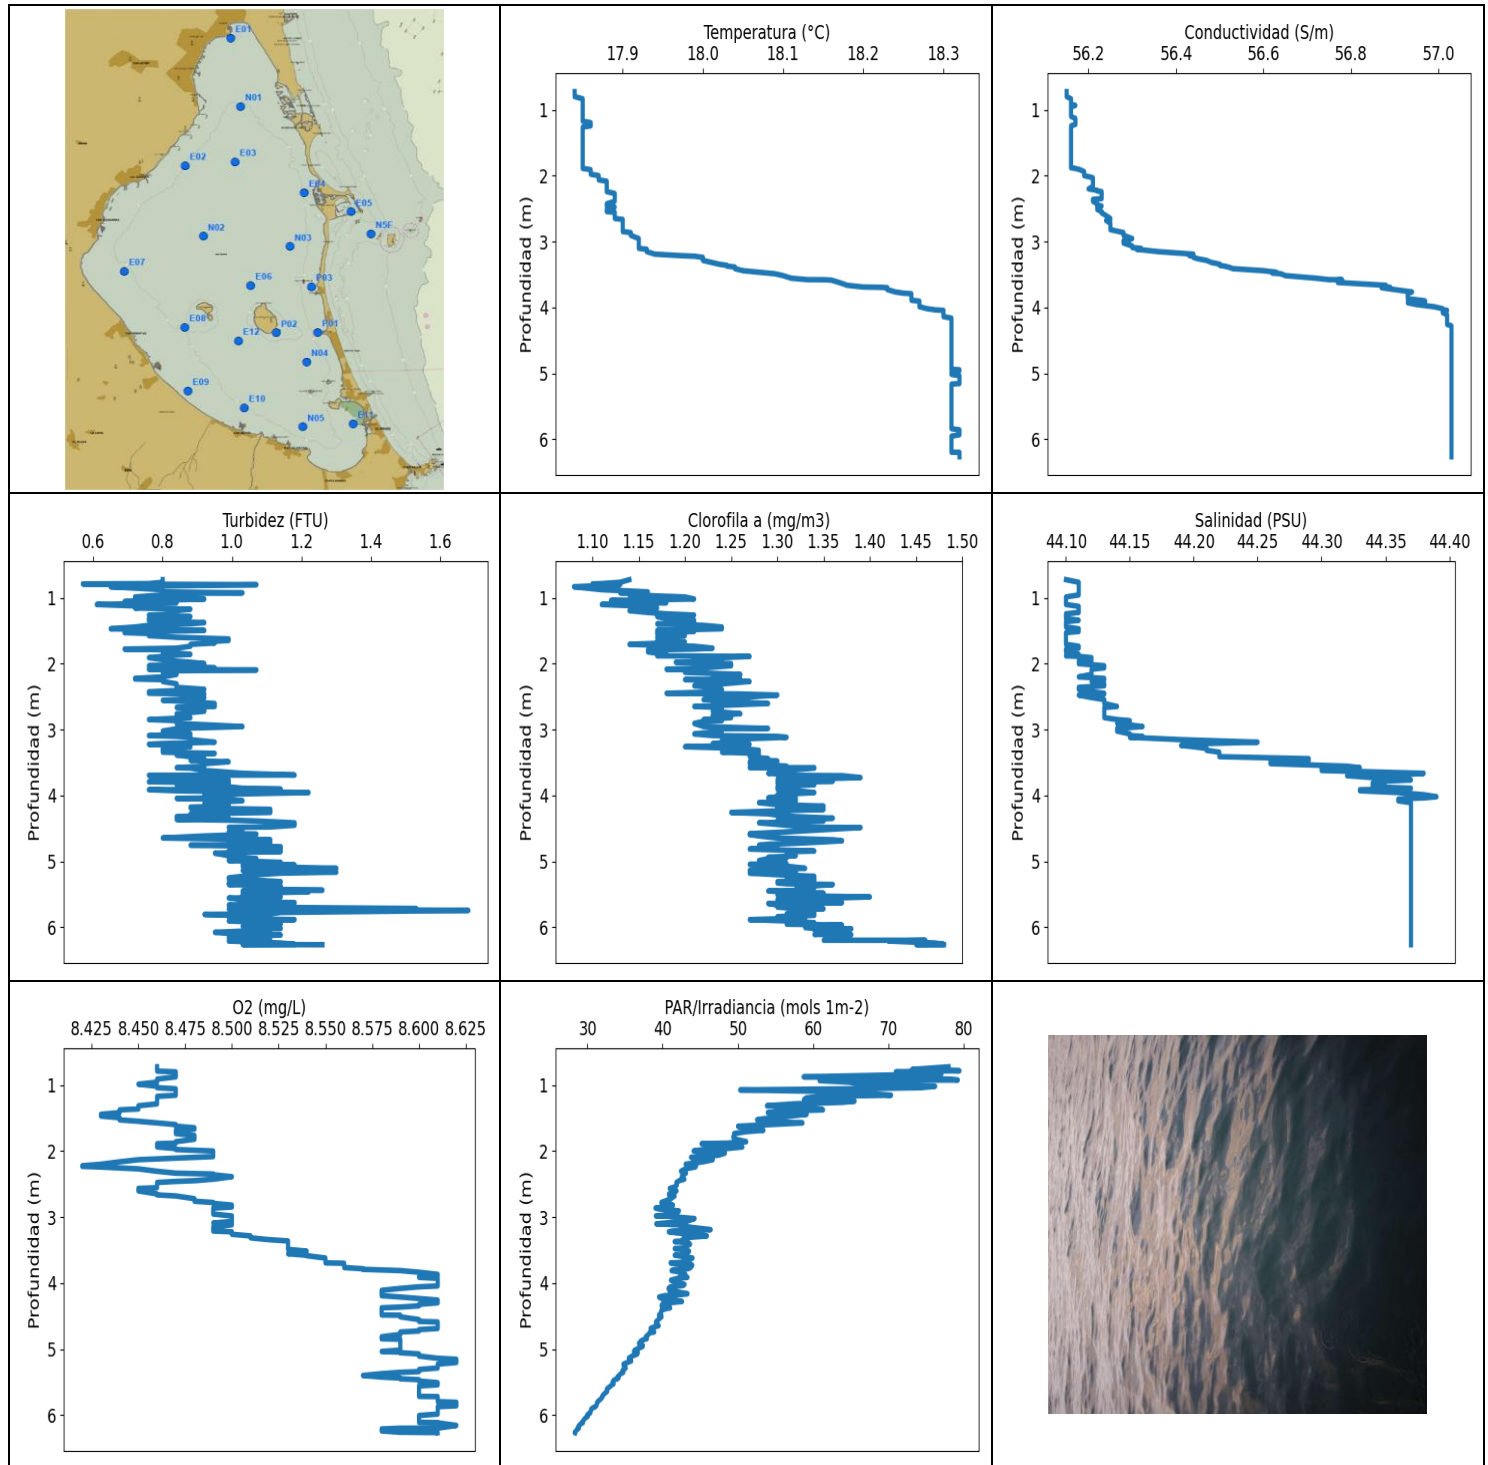 E01
N01
E02
E03
E04
E05
N5F
N02
N03
E07
E06
P03
E08
P02
P01
E12
N04
E09
E10
N05
E11
Temperatura (°C)
17.9 18.0 18.1 18.2 18.3
Profundidad (m)
1
2
3
4
5
6
Conductividad (S/m)
56.2 56.4 56.6 56.8 57.0
Profundidad (m)
1
2
3
4
5
6
Turbidez (FTU)
0.6 0.8 1.0 1.2 1.4 1.6
Profundidad (m)
1
2
3
4
5
6
Clorofila a (mg/m3)
1.10 1.15 1.20 1.25 1.30 1.35 1.40 1.45 1.50
Profundidad (m)
1
2
3
4
5
6
Salinidad (PSU)
44.10 44.15 44.20 44.25 44.30 44.35 44.40
Profundidad (m)
1
2
3
4
5
6
O2 (mg/L)
8.425 8.450 8.475 8.500 8.525 8.550 8.575 8.600 8.625
Profundidad (m)
1
2
3
4
5
6
PAR/Irradiancia (mols 1m-2)
30 40 50 60 70 80
Profundidad (m)
1
2
3
4
5
6